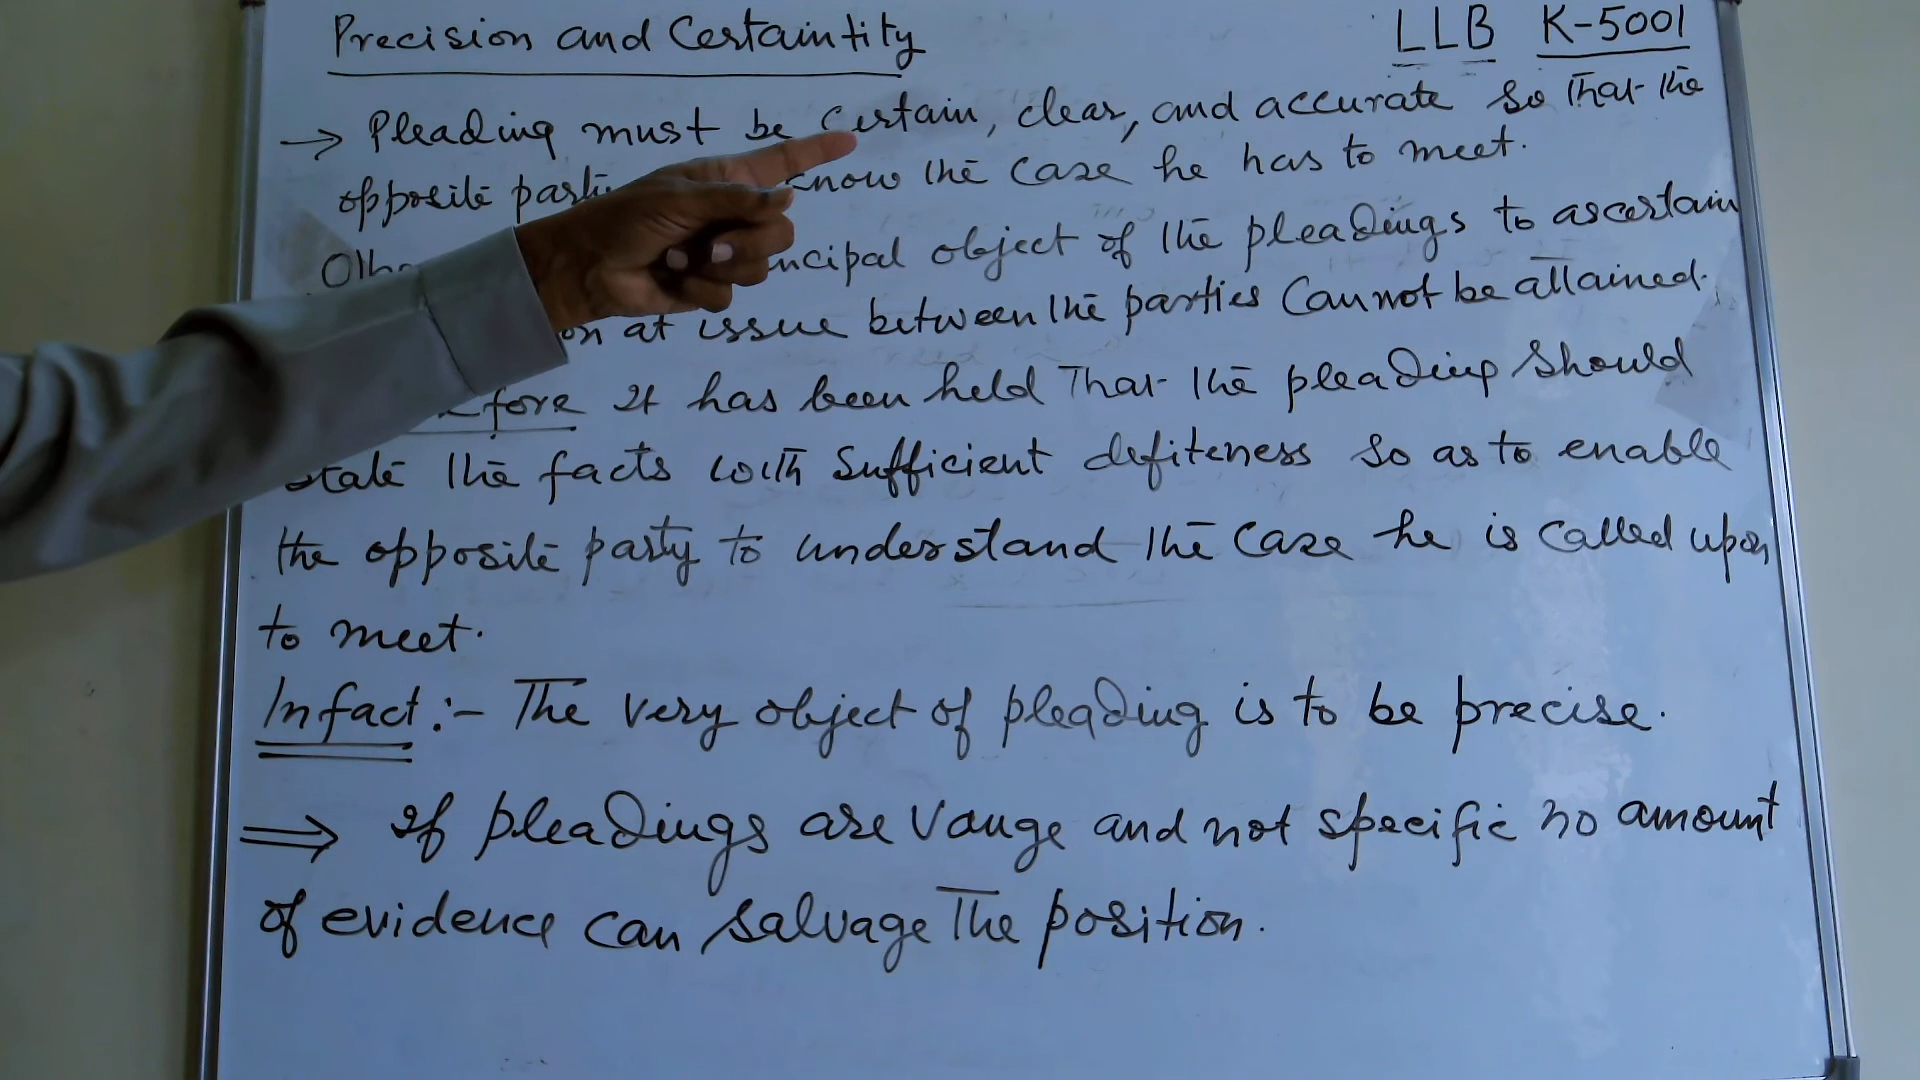 Precision and Certaintity
LLB K-5001
→ Pleading must be certain, clear, and accurate so that the
opposite know the case he has to meet.
object of the pleadings to ascertain
at issue between the parties cannot be attained.
It has been held that the pleading should
state the facts with sufficient defiteness so as to enable
the opposite party to understand the case he is called upon
to meet.
Infact :- The very object of pleading is to be precise.
⇒ If pleadings are vauge and not specific no amount
of evidence can salvage the position.